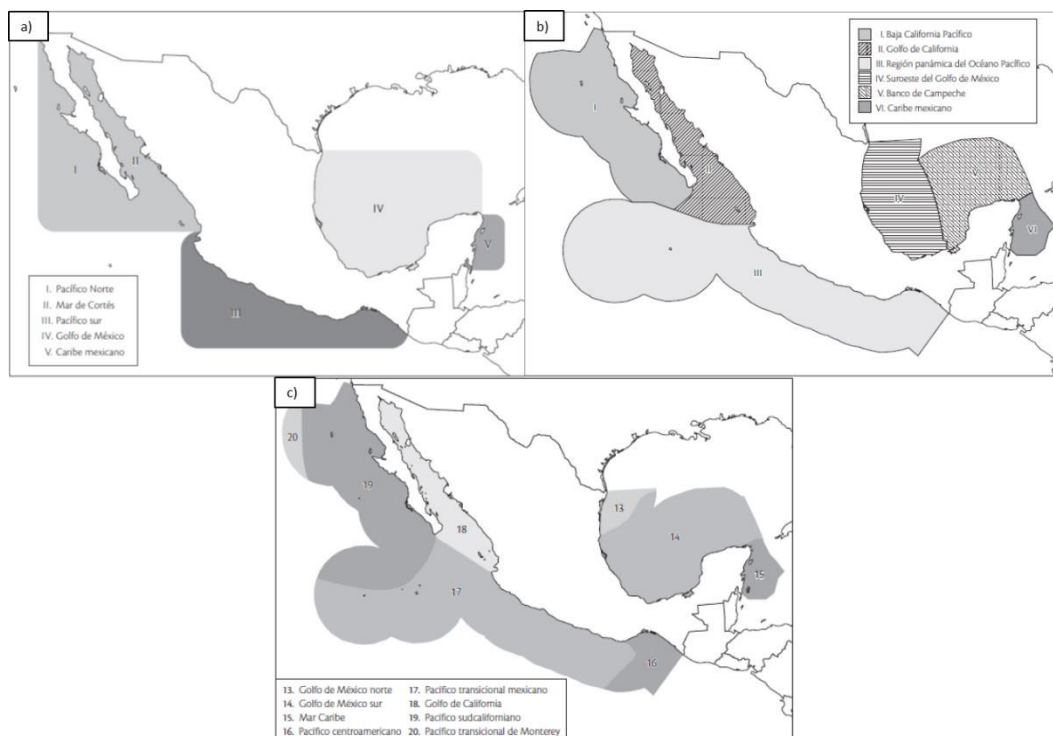 a)
I
II
III
IV
V
I. Pacífico Norte
II. Mar de Cortés
III. Pacífico sur
IV. Golfo de México
V. Caribe mexicano
b)
I. Baja California Pacífico
II. Golfo de California
III. Región panámica del Océano Pacífico
IV. Suroeste del Golfo de México
V. Banco de Campeche
VI. Caribe mexicano
I
II
III
IV
V
VI
c)
20
19
18
17
16
13
14
15
13. Golfo de México norte 17. Pacífico transicional mexicano
14. Golfo de México sur 18. Golfo de California
15. Mar Caribe 19. Pacífico sudcaliforniano
16. Pacífico centroamericano 20. Pacífico transicional de Monterey